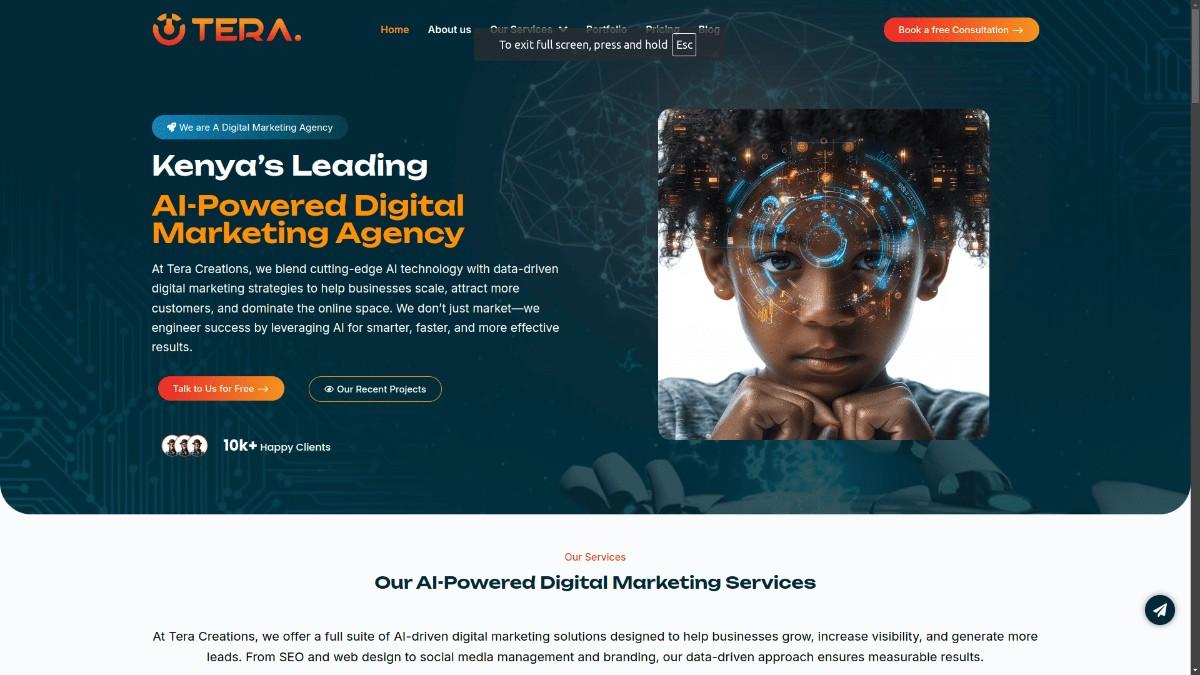 TERA.
Home About us Our Services Portfolio Pricing Blog
Book a free Consultation →
To exit full screen, press and hold Esc
We are A Digital Marketing Agency
Kenya’s Leading
AI-Powered Digital
Marketing Agency
At Tera Creations, we blend cutting-edge AI technology with data-driven
digital marketing strategies to help businesses scale, attract more
customers, and dominate the online space. We don’t just market—we
engineer success by leveraging AI for smarter, faster, and more effective
results.
Talk to Us for Free →
Our Recent Projects
10k+ Happy Clients
Our Services
Our AI-Powered Digital Marketing Services
At Tera Creations, we offer a full suite of AI-driven digital marketing solutions designed to help businesses grow, increase visibility, and generate more
leads. From SEO and web design to social media management and branding, our data-driven approach ensures measurable results.